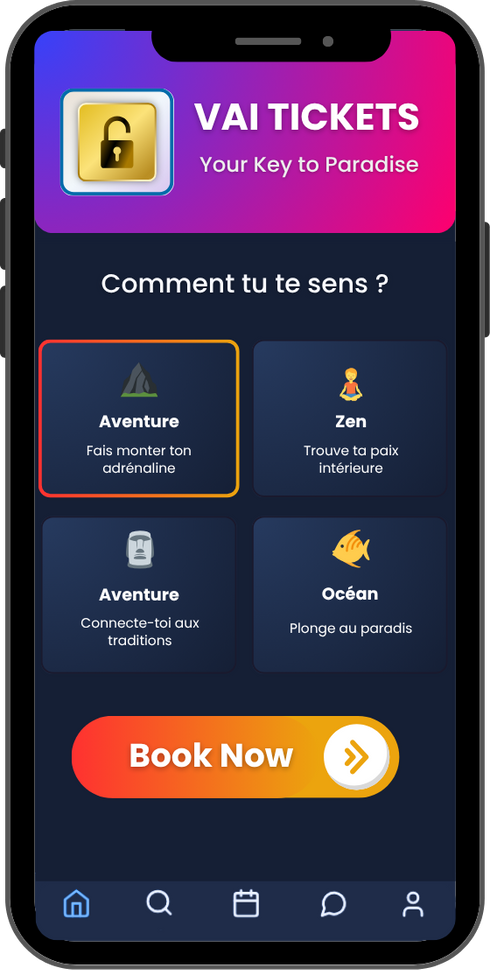 VAI TICKETS
Your Key to Paradise
Comment tu te sens ?
Aventure
Fais monter ton
adrénaline
Zen
Trouve ta paix
intérieure
Aventure
Connecte-toi aux
traditions
Océan
Plonge au paradis
Book Now